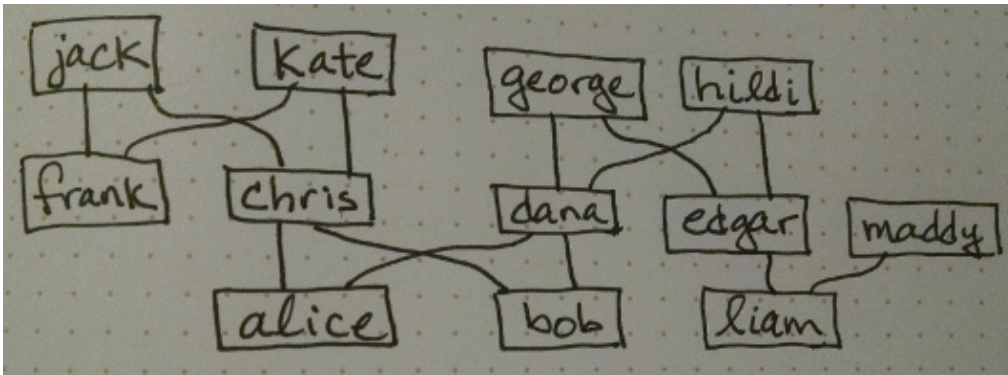 jack Kate george hildi
frank Chris dana edgar maddy
alice bob liam